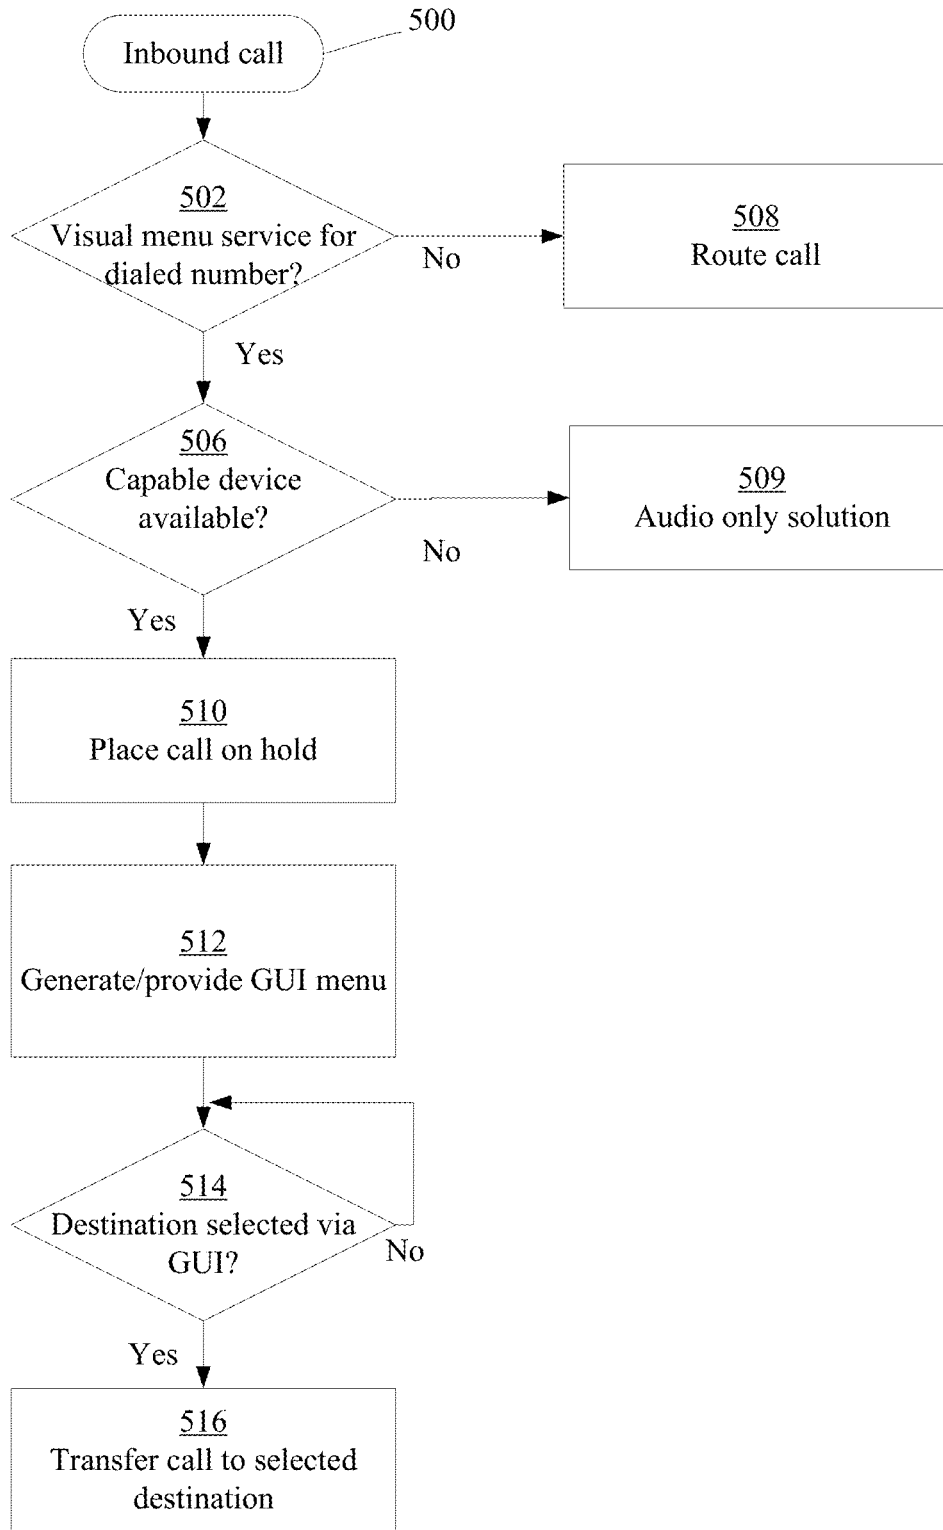 Inbound call
500
502
Visual menu service for
dialed number?
No
508
Route call
Yes
506
Capable device
available?
No
509
Audio only solution
Yes
510
Place call on hold
512
Generate/provide GUI menu
514
Destination selected via
GUI?
No
Yes
516
Transfer call to selected
destination